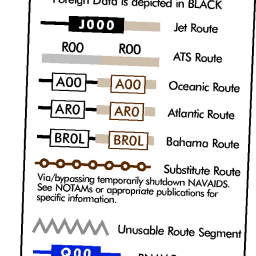 Foreign Data is depicted in BLACK
J000 Jet Route
R00 R00
ATS Route
A00 A00 Oceanic Route
AR0 AR0 Atlantic Route
BR0L BR0L Bahama Route
Substitute Route
Via/bypassing temporarily shutdown NAVAIDS.
See NOTAMs or appropriate publications for
specific information.
Unusable Route Segment
Q00